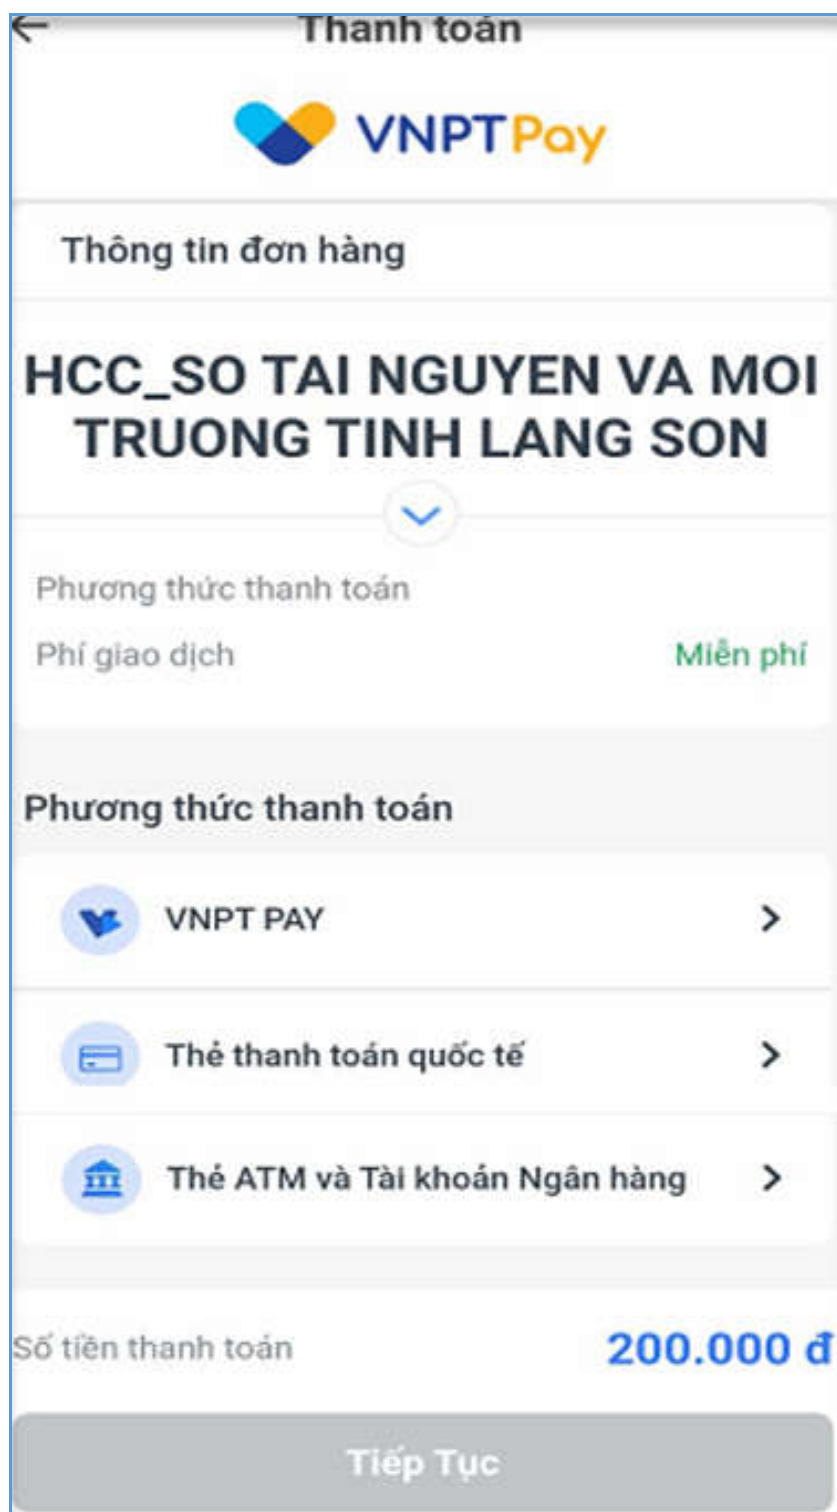 Thanh toán
VNPT Pay
Thông tin đơn hàng
HCC_SO TAI NGUYEN VA MOI
TRUONG TINH LANG SON
Phương thức thanh toán
Phí giao dịch Miễn phí
Phương thức thanh toán
VNPT PAY
Thẻ thanh toán quốc tế
Thẻ ATM và Tài khoản Ngân hàng
Số tiền thanh toán 200.000 đ
Tiếp Tục